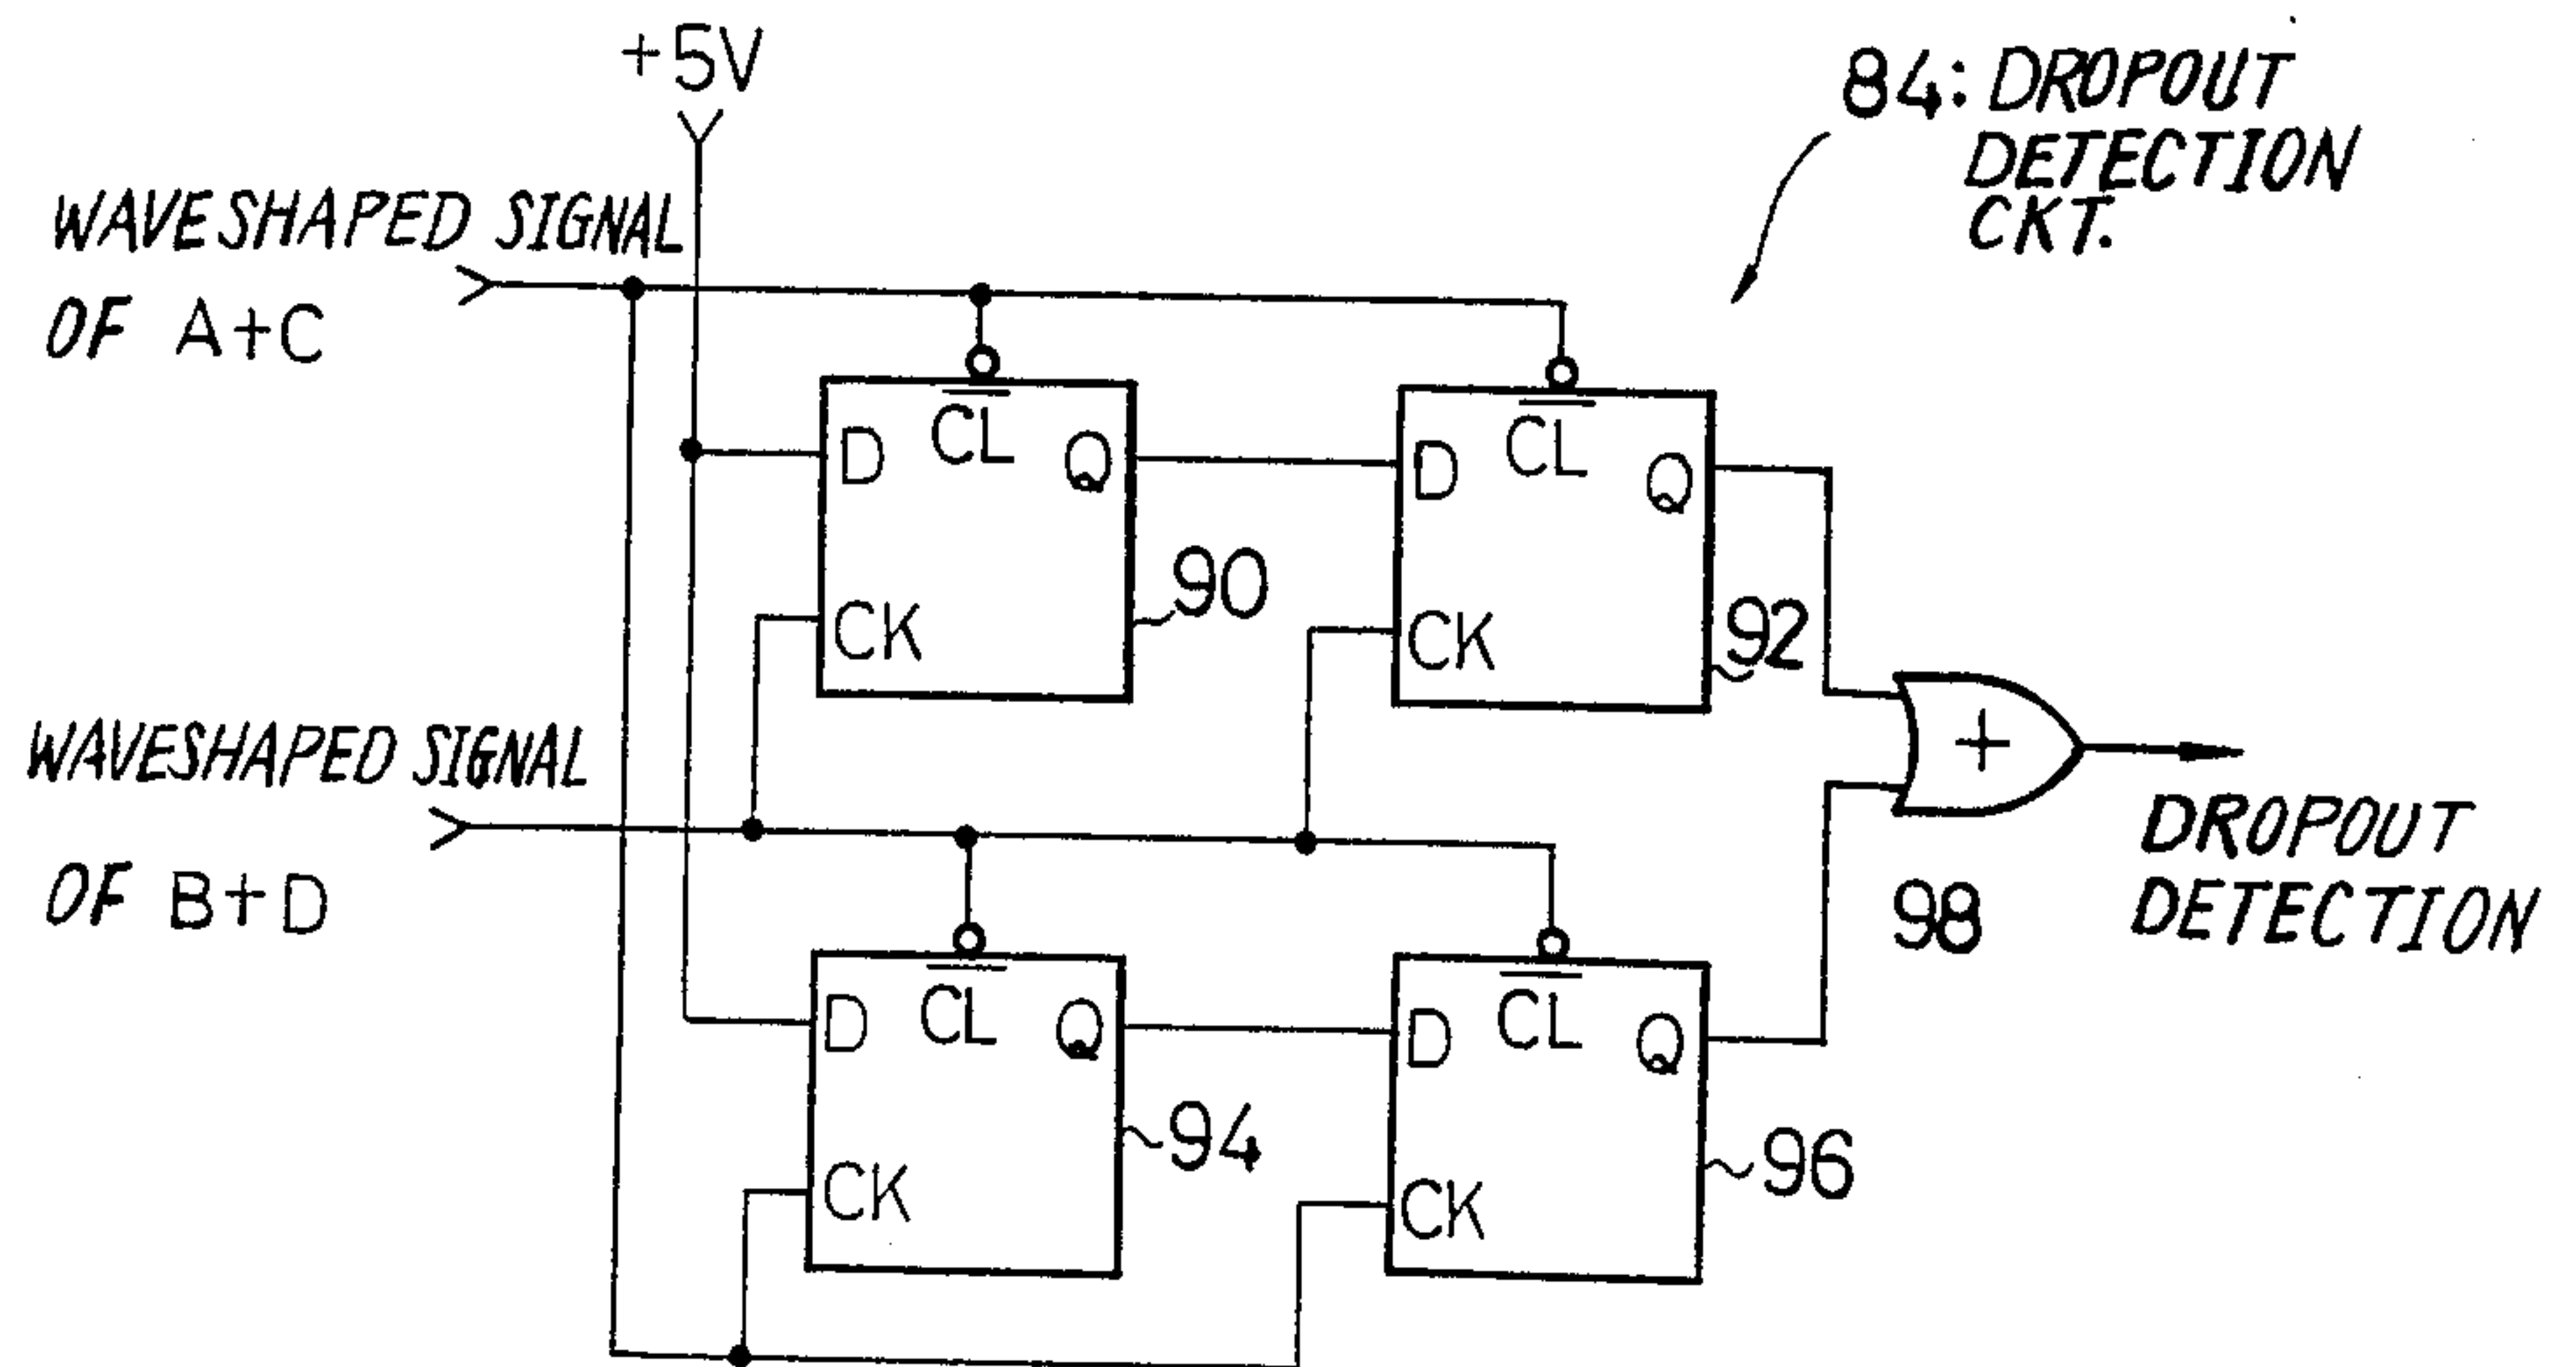 +5V
84: DROPOUT
DETECTION
CKT.
WAVESHAPED SIGNAL
OF A+C
D
CL
Q
CK
90
D
CL
Q
CK
92
WAVESHAPED SIGNAL
OF B+D
+
98
DROPOUT
DETECTION
D
CL
Q
CK
94
D
CL
Q
CK
96